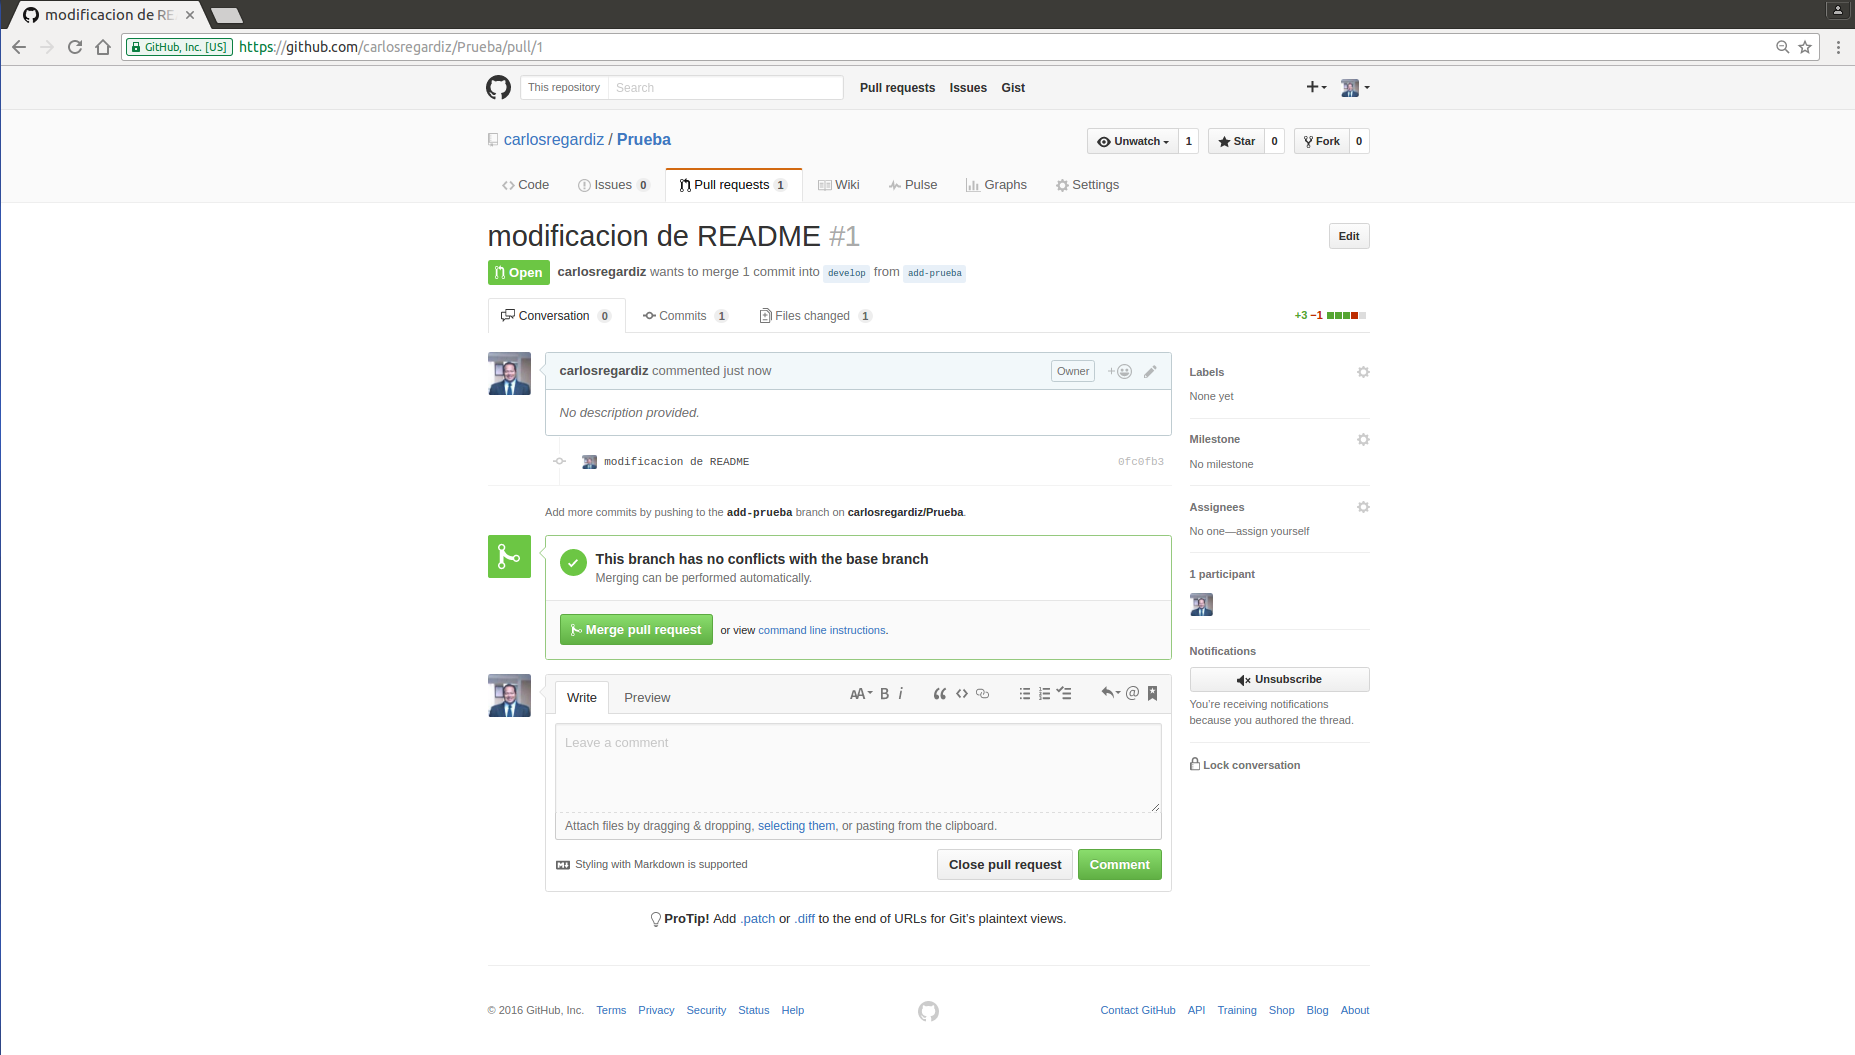 modificacion de RE
GitHub, Inc. [US] https://github.com/carlosregardiz/Prueba/pull/1
This repository Search Pull requests Issues Gist
carlosregardiz / Prueba Unwatch 1 Star 0 Fork 0
Code Issues 0 Pull requests 1 Wiki Pulse Graphs Settings
modificacion de README #1 Edit
Open carlosregardiz wants to merge 1 commit into develop from add-prueba
Conversation 0 Commits 1 Files changed 1 +3 −1
carlosregardiz commented just now Owner
No description provided.
modificacion de README 0fc0fb3
Add more commits by pushing to the add-prueba branch on carlosregardiz/Prueba.
This branch has no conflicts with the base branch
Merging can be performed automatically.
Merge pull request or view command line instructions.
Write Preview AA B i
Leave a comment
Attach files by dragging & dropping, selecting them, or pasting from the clipboard.
Styling with Markdown is supported Close pull request Comment
ProTip! Add .patch or .diff to the end of URLs for Git's plaintext views.
Labels
None yet
Milestone
No milestone
Assignees
No one—assign yourself
1 participant
Notifications
Unsubscribe
You're receiving notifications
because you authored the thread.
Lock conversation
© 2016 GitHub, Inc. Terms Privacy Security Status Help Contact GitHub API Training Shop Blog About